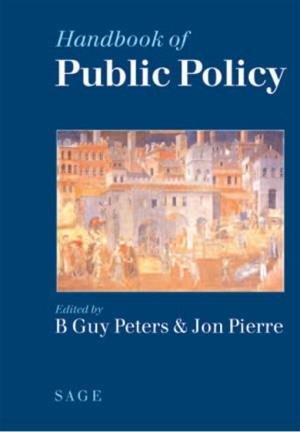 Handbook of
Public Policy
Edited by
B Guy Peters & Jon Pierre
SAGE